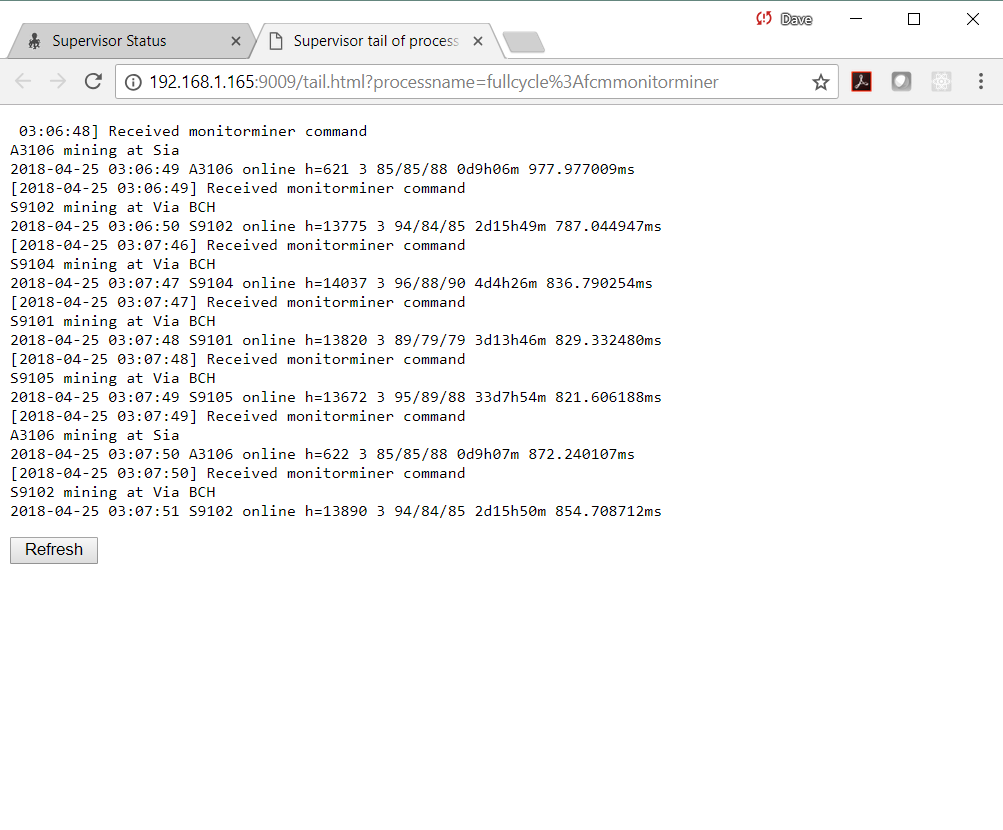 Dave
Supervisor Status
Supervisor tail of process
192.168.1.165:9009/tail.html?processname=fullcycle%3Afcmmonitorminer
03:06:48] Received monitorminer command
A3106 mining at Sia
2018-04-25 03:06:49 A3106 online h=621 3 85/85/88 0d9h06m 977.977009ms
[2018-04-25 03:06:49] Received monitorminer command
S9102 mining at Via BCH
2018-04-25 03:06:50 S9102 online h=13775 3 94/84/85 2d15h49m 787.044947ms
[2018-04-25 03:07:46] Received monitorminer command
S9104 mining at Via BCH
2018-04-25 03:07:47 S9104 online h=14037 3 96/88/90 4d4h26m 836.790254ms
[2018-04-25 03:07:47] Received monitorminer command
S9101 mining at Via BCH
2018-04-25 03:07:48 S9101 online h=13820 3 89/79/79 3d13h46m 829.332480ms
[2018-04-25 03:07:48] Received monitorminer command
S9105 mining at Via BCH
2018-04-25 03:07:49 S9105 online h=13672 3 95/89/88 33d7h54m 821.606188ms
[2018-04-25 03:07:49] Received monitorminer command
A3106 mining at Sia
2018-04-25 03:07:50 A3106 online h=622 3 85/85/88 0d9h07m 872.240107ms
[2018-04-25 03:07:50] Received monitorminer command
S9102 mining at Via BCH
2018-04-25 03:07:51 S9102 online h=13890 3 94/84/85 2d15h50m 854.708712ms
Refresh